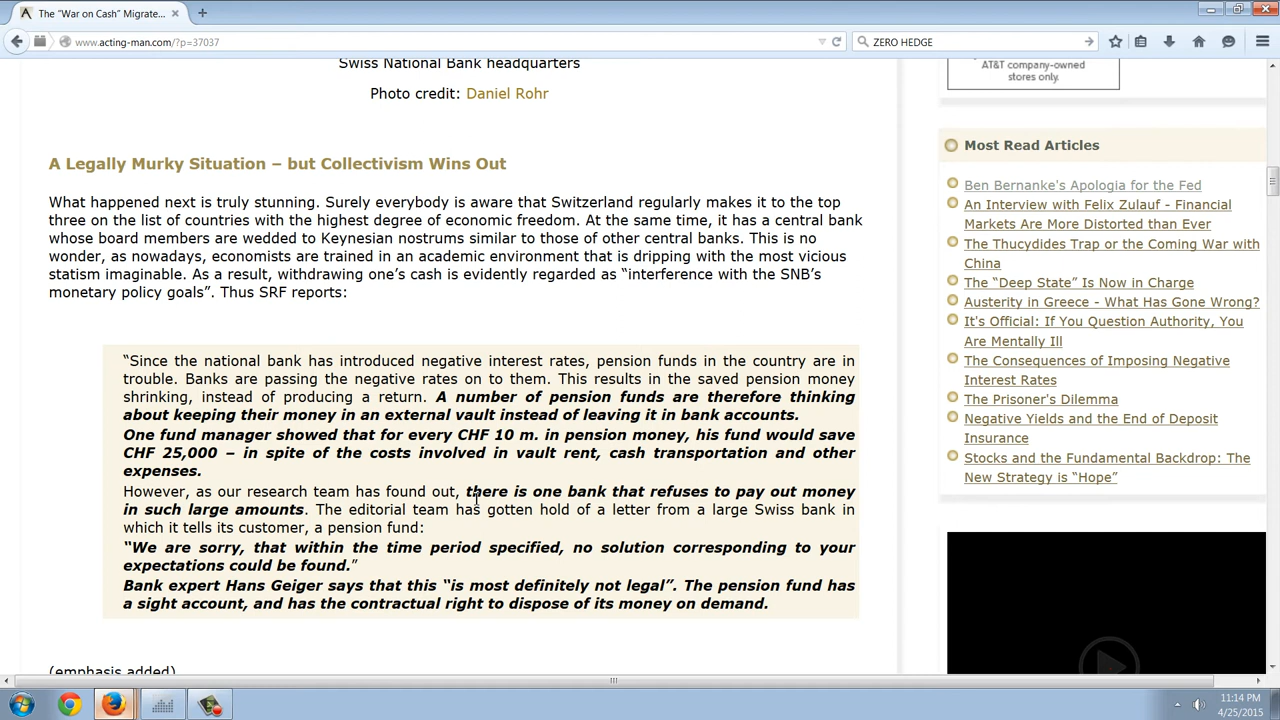 The “War on Cash” Migrate...
www.acting-man.com/?p=37037
ZERO HEDGE
Swiss National Bank headquarters
Photo credit: Daniel Rohr
A Legally Murky Situation – but Collectivism Wins Out
What happened next is truly stunning. Surely everybody is aware that Switzerland regularly makes it to the top
three on the list of countries with the highest degree of economic freedom. At the same time, it has a central bank
whose board members are wedded to Keynesian nostrums similar to those of other central banks. This is no
wonder, as nowadays, economists are trained in an academic environment that is dripping with the most vicious
statism imaginable. As a result, withdrawing one’s cash is evidently regarded as “interference with the SNB’s
monetary policy goals”. Thus SRF reports:
“Since the national bank has introduced negative interest rates, pension funds in the country are in
trouble. Banks are passing the negative rates on to them. This results in the saved pension money
shrinking, instead of producing a return. A number of pension funds are therefore thinking
about keeping their money in an external vault instead of leaving it in bank accounts.
One fund manager showed that for every CHF 10 m. in pension money, his fund would save
CHF 25,000 – in spite of the costs involved in vault rent, cash transportation and other
expenses.
However, as our research team has found out, there is one bank that refuses to pay out money
in such large amounts. The editorial team has gotten hold of a letter from a large Swiss bank in
which it tells its customer, a pension fund:
“We are sorry, that within the time period specified, no solution corresponding to your
expectations could be found.”
Bank expert Hans Geiger says that this “is most definitely not legal”. The pension fund has
a sight account, and has the contractual right to dispose of its money on demand.
(emphasis added)
AT&T company-owned
stores only.
Most Read Articles
Ben Bernanke's Apologia for the Fed
An Interview with Felix Zulauf - Financial
Markets Are More Distorted than Ever
The Thucydides Trap or the Coming War with
China
The “Deep State” Is Now in Charge
Austerity in Greece - What Has Gone Wrong?
It's Official: If You Question Authority, You
Are Mentally Ill
The Consequences of Imposing Negative
Interest Rates
The Prisoner's Dilemma
Negative Yields and the End of Deposit
Insurance
Stocks and the Fundamental Backdrop: The
New Strategy is “Hope”
11:14 PM
4/25/2015